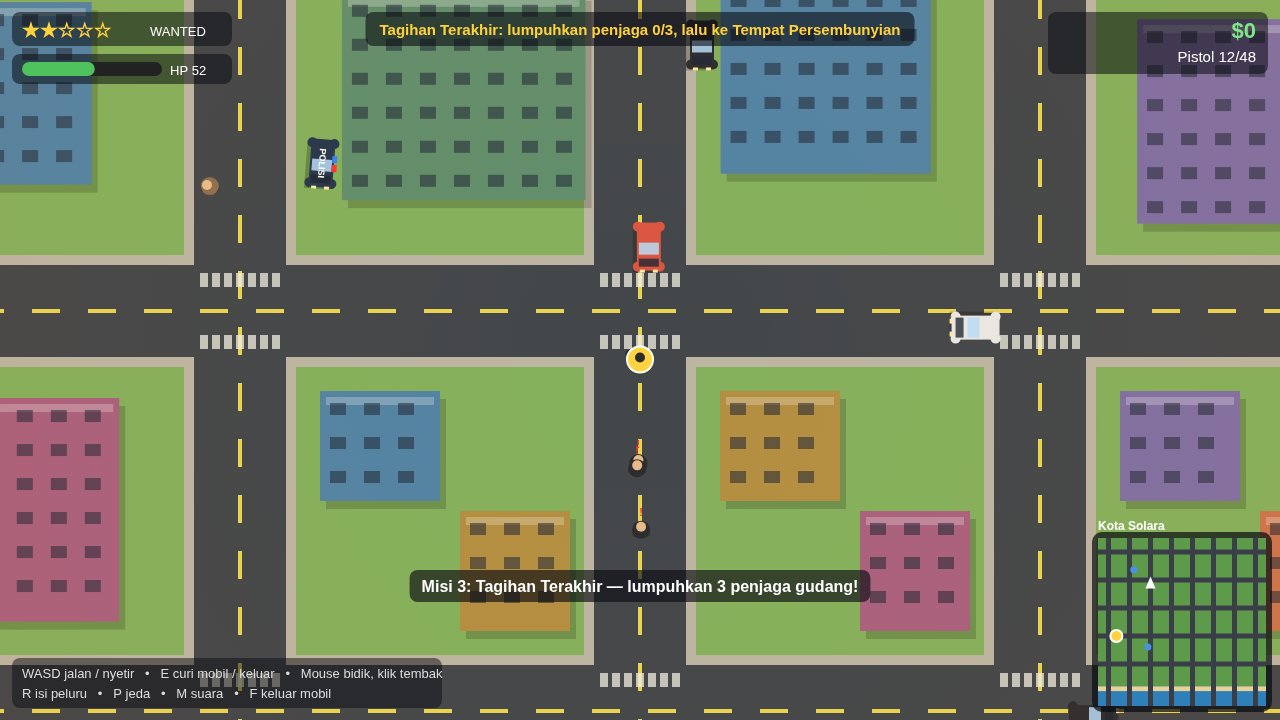 ★★☆☆☆ WANTED
HP 52
Tagihan Terakhir: lumpuhkan penjaga 0/3, lalu ke Tempat Persembunyian
$0
Pistol 12/48
POLISI
Kota Solara
Misi 3: Tagihan Terakhir — lumpuhkan 3 penjaga gudang!
WASD jalan / nyetir • E curi mobil / keluar • Mouse bidik, klik tembak
R isi peluru • P jeda • M suara • F keluar mobil